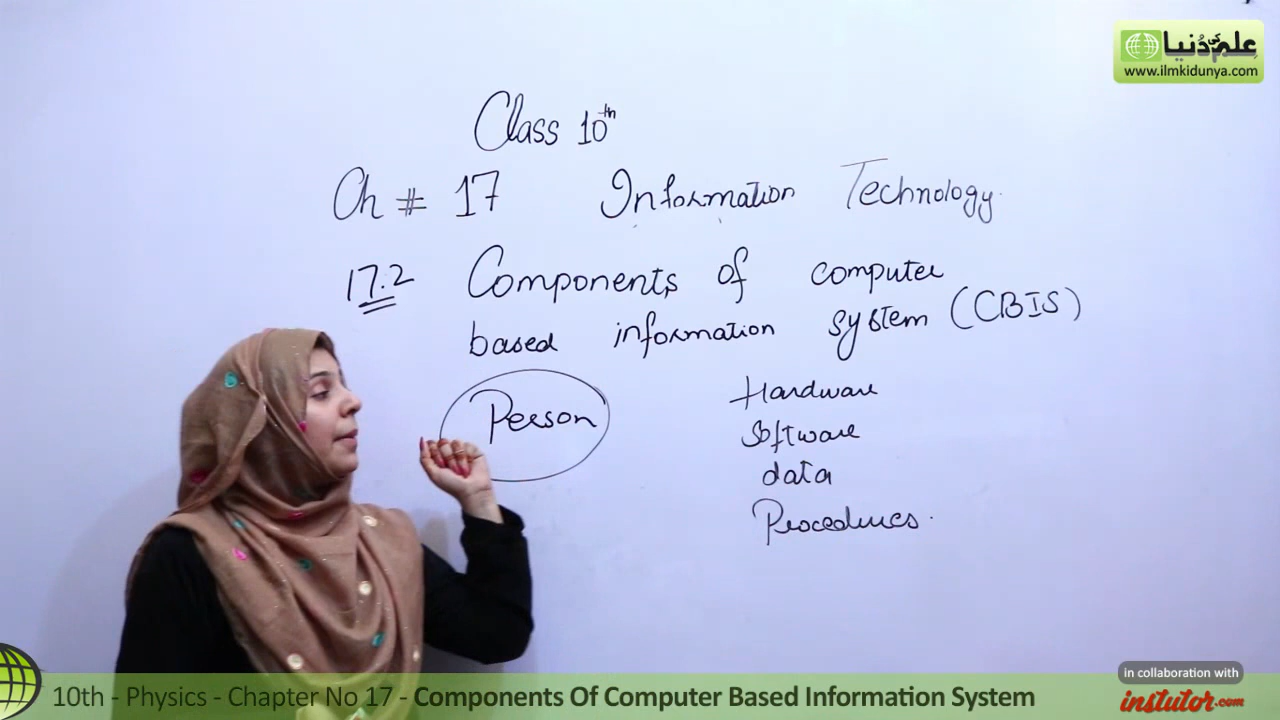 علم کی دُنیا
www.ilmkidunya.com
Class 10th
Ch # 17 Information Technology.
17.2 Components of computer
based information system (CBIS)
Person
Hardware
Software
data
Procedures.
in collaboration with
instutor.com
10th - Physics - Chapter No 17 - Components Of Computer Based Information System